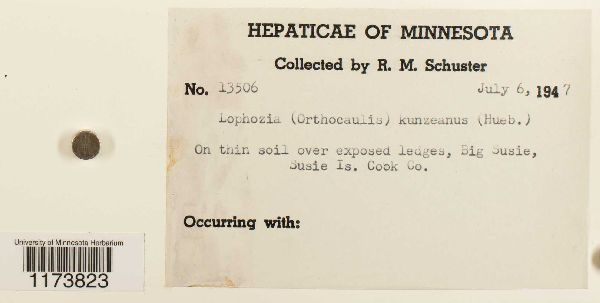 HEPATICAE OF MINNESOTA
Collected by R. M. Schuster
No. 13506 July 6, 1947
Lophozia (Orthocaulis) kunzeanus (Hueb.)
On thin soil over exposed ledges, Big Susie,
Susie Is. Cook Co.
Occurring with:
University of Minnesota Herbarium
1173823